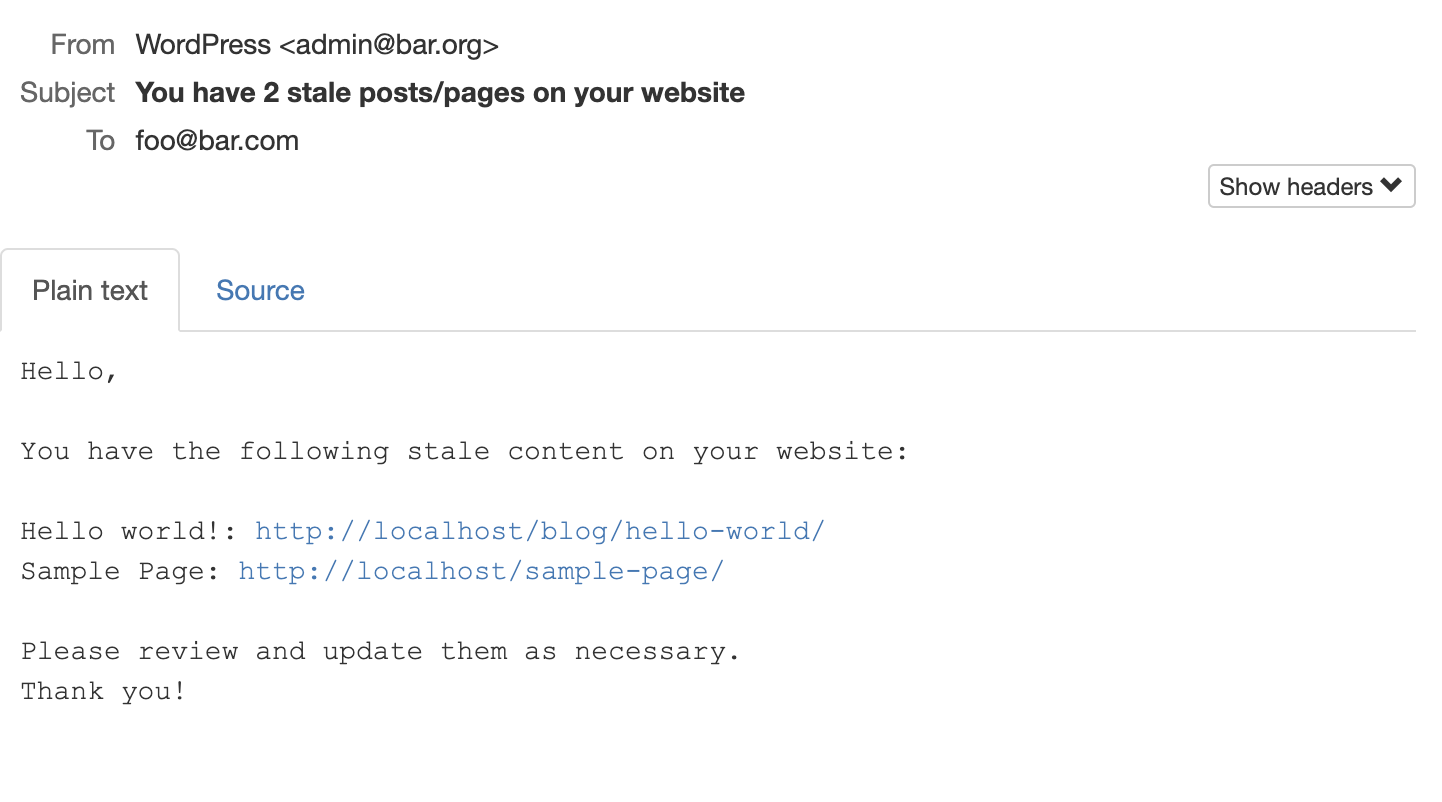 From WordPress <admin@bar.org>
Subject You have 2 stale posts/pages on your website
To foo@bar.com
Show headers
Plain text Source
Hello,
You have the following stale content on your website:
Hello world!: http://localhost/blog/hello-world/
Sample Page: http://localhost/sample-page/
Please review and update them as necessary.
Thank you!